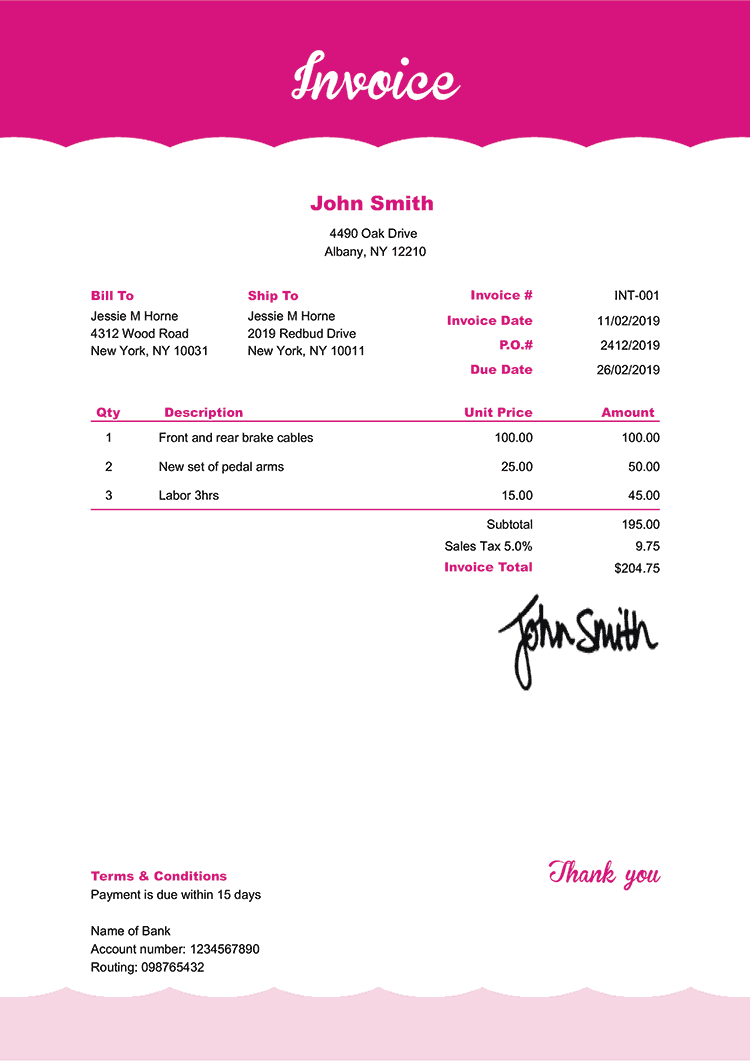 Invoice
John Smith
4490 Oak Drive
Albany, NY 12210
Bill To
Jessie M Horne
4312 Wood Road
New York, NY 10031
Ship To
Jessie M Horne
2019 Redbud Drive
New York, NY 10011
Invoice # INT-001
Invoice Date 11/02/2019
P.O.# 2412/2019
Due Date 26/02/2019
Qty Description Unit Price Amount
1 Front and rear brake cables 100.00 100.00
2 New set of pedal arms 25.00 50.00
3 Labor 3hrs 15.00 45.00
Subtotal 195.00
Sales Tax 5.0% 9.75
Invoice Total $204.75
John Smith
Terms & Conditions
Payment is due within 15 days
Name of Bank
Account number: 1234567890
Routing: 098765432
Thank you